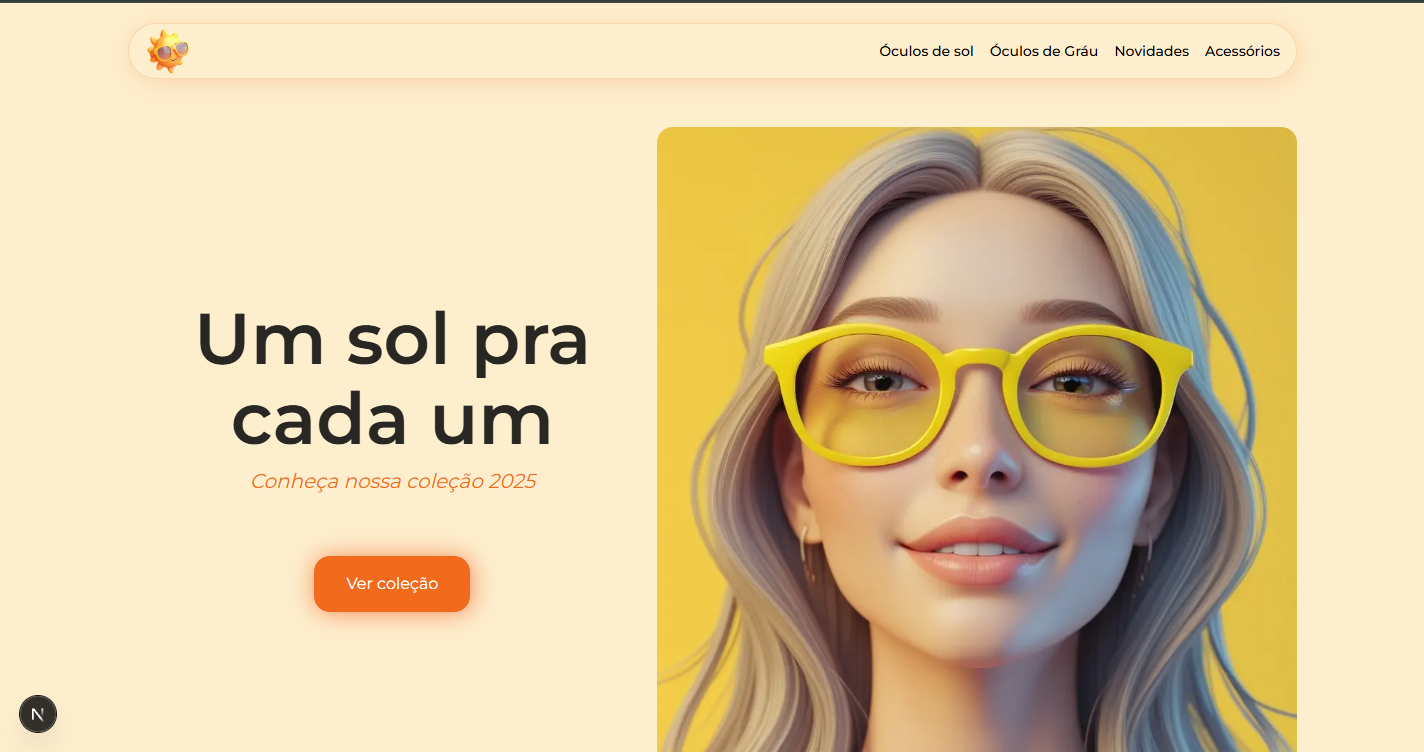 Óculos de sol Óculos de Gráu Novidades Acessórios
Um sol pra
cada um
Conheça nossa coleção 2025
Ver coleção
N